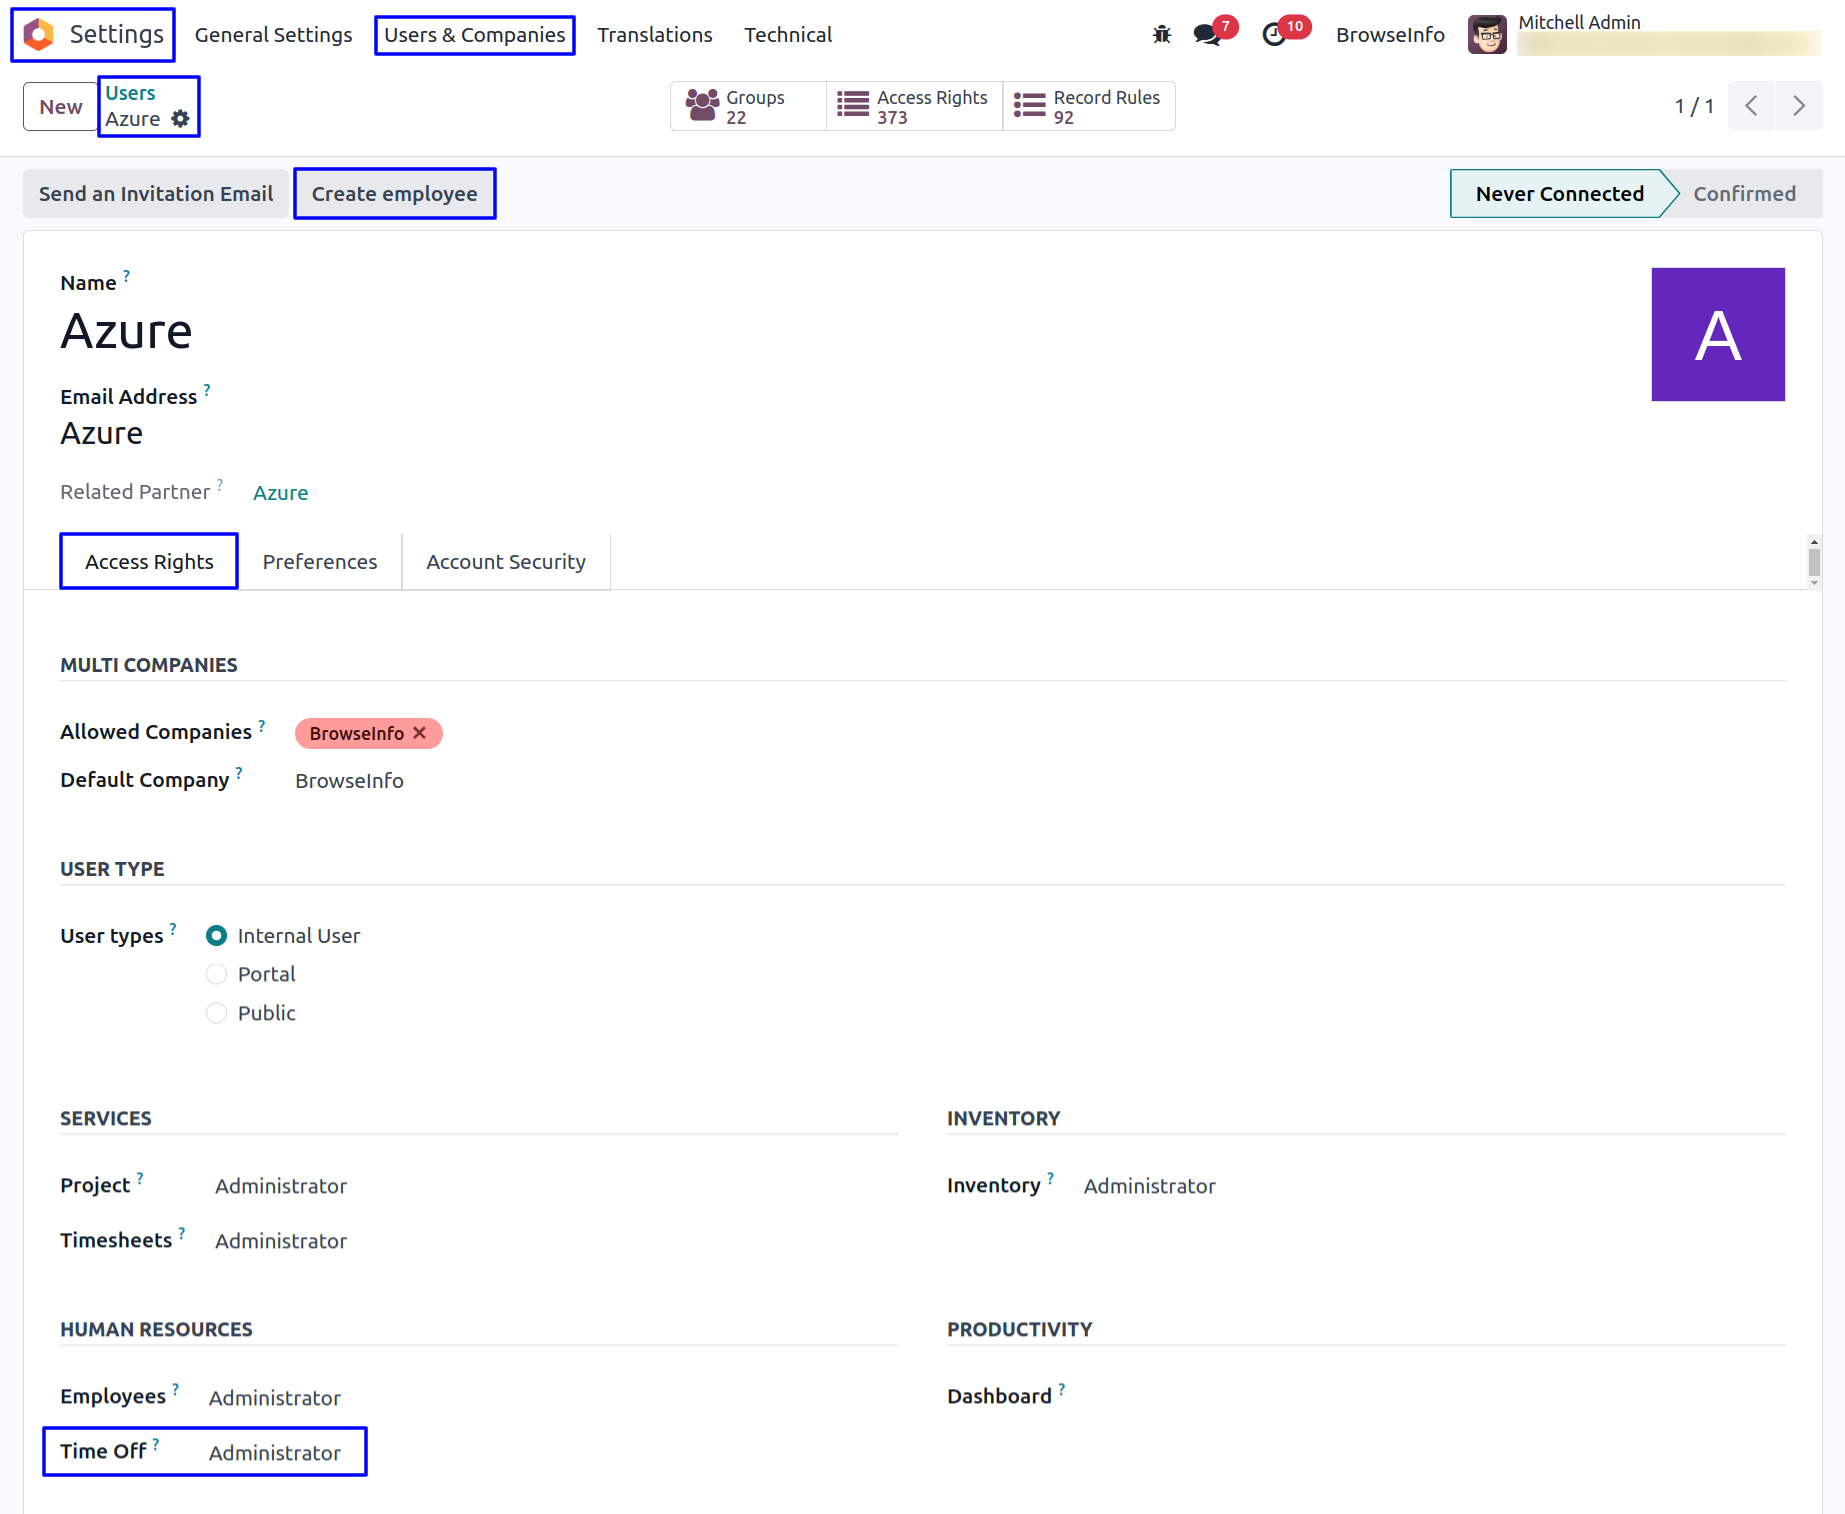 Settings General Settings Users & Companies Translations Technical 7 10 BrowseInfo Mitchell Admin
New Users Azure Groups 22 Access Rights 373 Record Rules 92 1 / 1
Send an Invitation Email Create employee Never Connected Confirmed
Name ?
Azure
A
Email Address ?
Azure
Related Partner ? Azure
Access Rights Preferences Account Security
MULTI COMPANIES
Allowed Companies ? BrowseInfo ✕
Default Company ? BrowseInfo
USER TYPE
User types ? Internal User
Portal
Public
SERVICES INVENTORY
Project ? Administrator Inventory ? Administrator
Timesheets ? Administrator
HUMAN RESOURCES PRODUCTIVITY
Employees ? Administrator Dashboard ?
Time Off ? Administrator